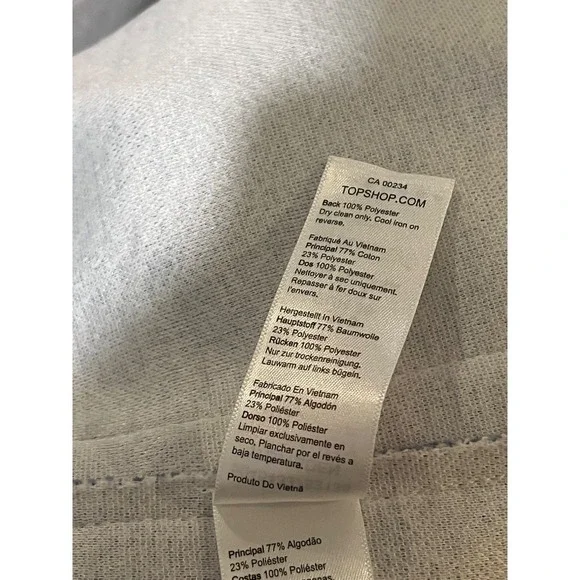 CA 00234
TOPSHOP.COM
Back 100% Polyester
Dry clean only. Cool iron on
reverse.
Fabriqué Au Vietnam
Principal 77% Coton
23% Polyester
Dos 100% Polyester
Nettoyer à sec uniquement.
Repasser à fer doux sur
l'envers.
Hergestellt In Vietnam
Hauptstoff 77% Baumwolle
23% Polyester
Rücken 100% Polyester
Nur zur trockenreinigung.
Lauwarm auf links bügeln.
Fabricado En Vietnam
Principal 77% Algodón
23% Poliéster
Dorso 100% Poliéster
Limpiar exclusivamente en
seco. Planchar por el revés a
baja temperatura.
Produto Do Vietnã
Principal 77% Algodão
23% Poliéster
Costas 100% Poliéster